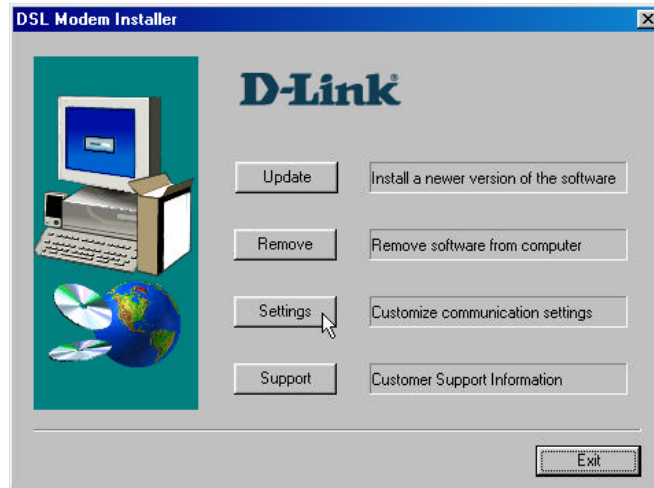 DSL Modem Installer
D-Link
Update
Install a newer version of the software
Remove
Remove software from computer
Settings
Customize communication settings
Support
Customer Support Information
Exit